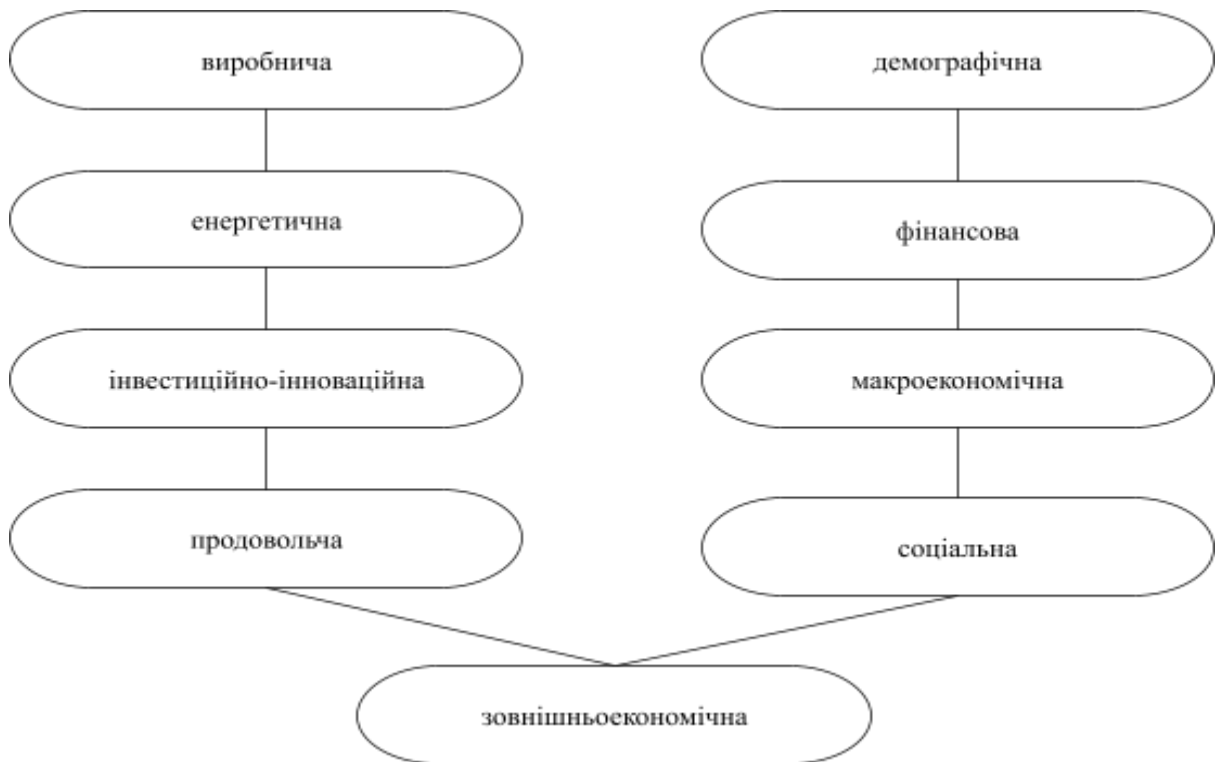 виробнича
енергетична
інвестиційно-інноваційна
продовольча
демографічна
фінансова
макроекономічна
соціальна
зовнішньоекономічна